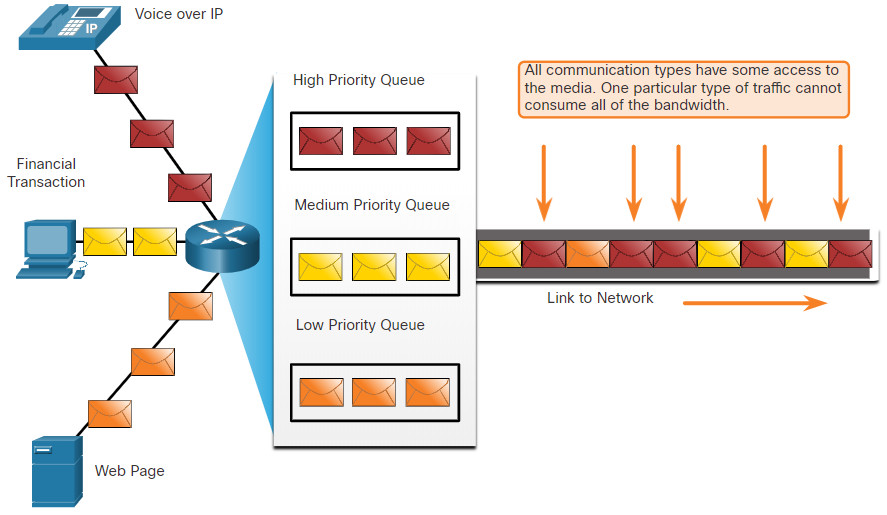 Voice over IP
IP
Financial
Transaction
Web Page
High Priority Queue
Medium Priority Queue
Low Priority Queue
All communication types have some access to
the media. One particular type of traffic cannot
consume all of the bandwidth.
Link to Network